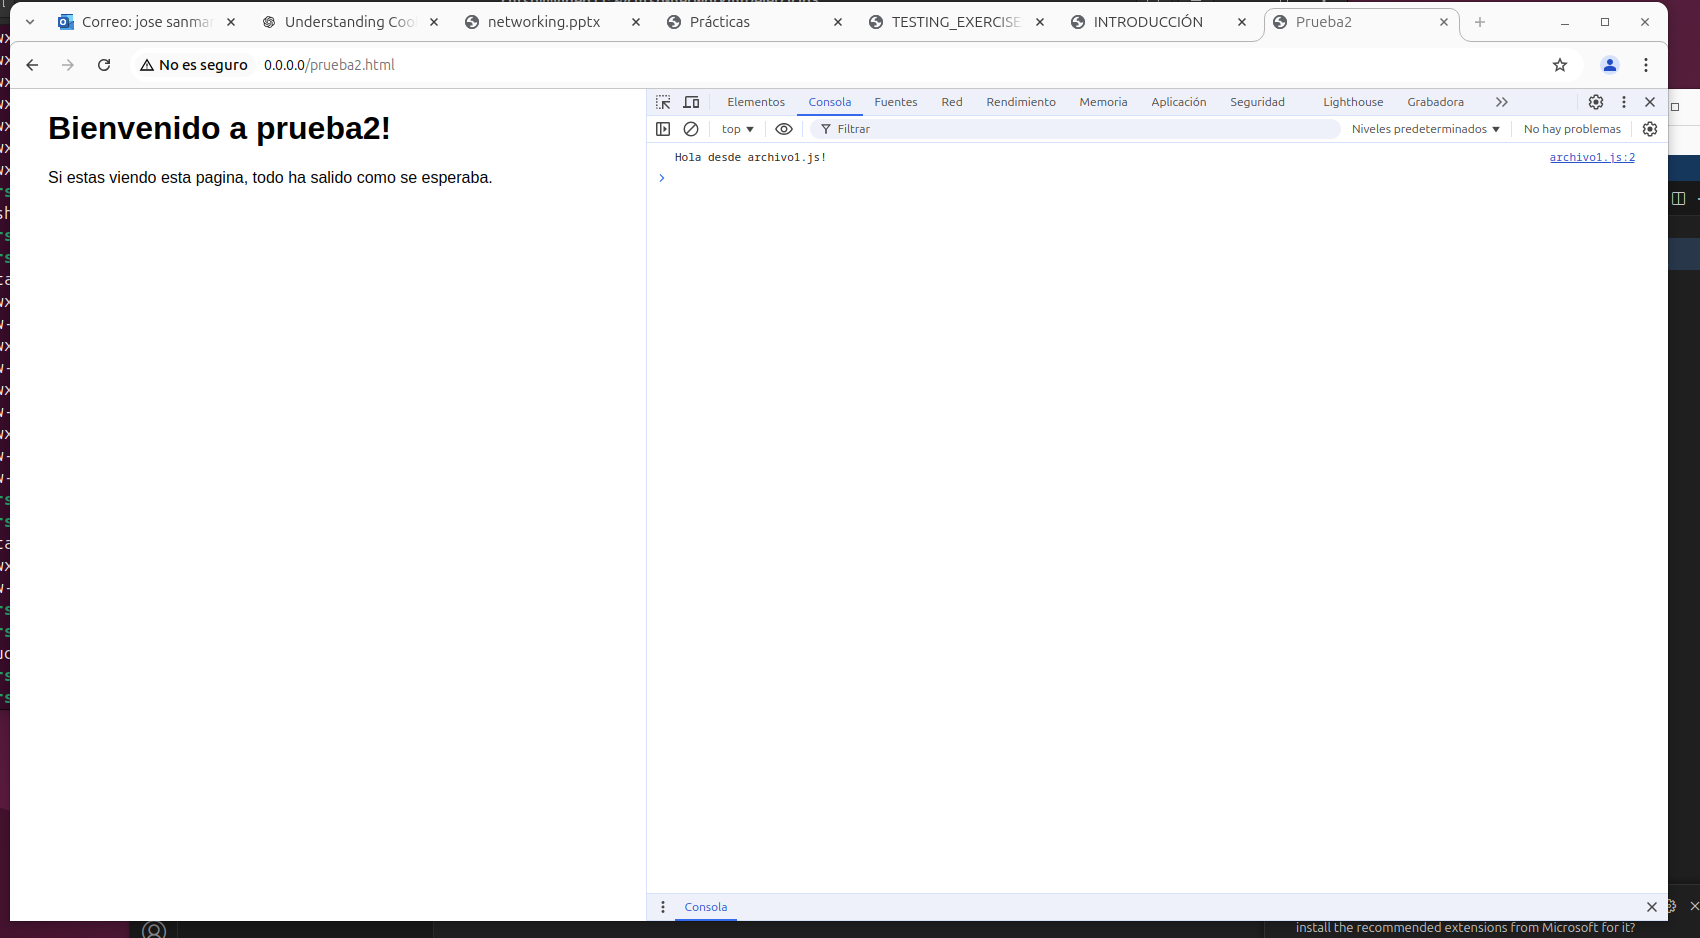 Correo: jose sanmar
Understanding Coo
networking.pptx
Prácticas
TESTING_EXERCISE
INTRODUCCIÓN
Prueba2
No es seguro
0.0.0.0/prueba2.html
Bienvenido a prueba2!
Si estas viendo esta pagina, todo ha salido como se esperaba.
Elementos Consola Fuentes Red Rendimiento Memoria Aplicación Seguridad Lighthouse Grabadora
top Filtrar Niveles predeterminados No hay problemas
Hola desde archivo1.js! archivo1.js:2
Consola
install the recommended extensions from Microsoft for it?